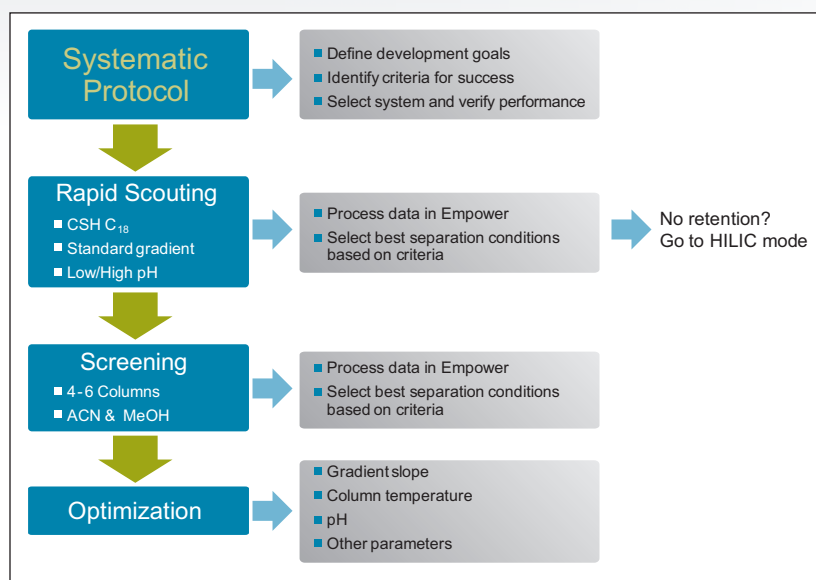 Systematic
Protocol
Define development goals
Identify criteria for success
Select system and verify performance
Rapid Scouting
CSH C18
Standard gradient
Low/High pH
Process data in Empower
Select best separation conditions
based on criteria
No retention?
Go to HILIC mode
Screening
4-6 Columns
ACN & MeOH
Process data in Empower
Select best separation conditions
based on criteria
Optimization
Gradient slope
Column temperature
pH
Other parameters